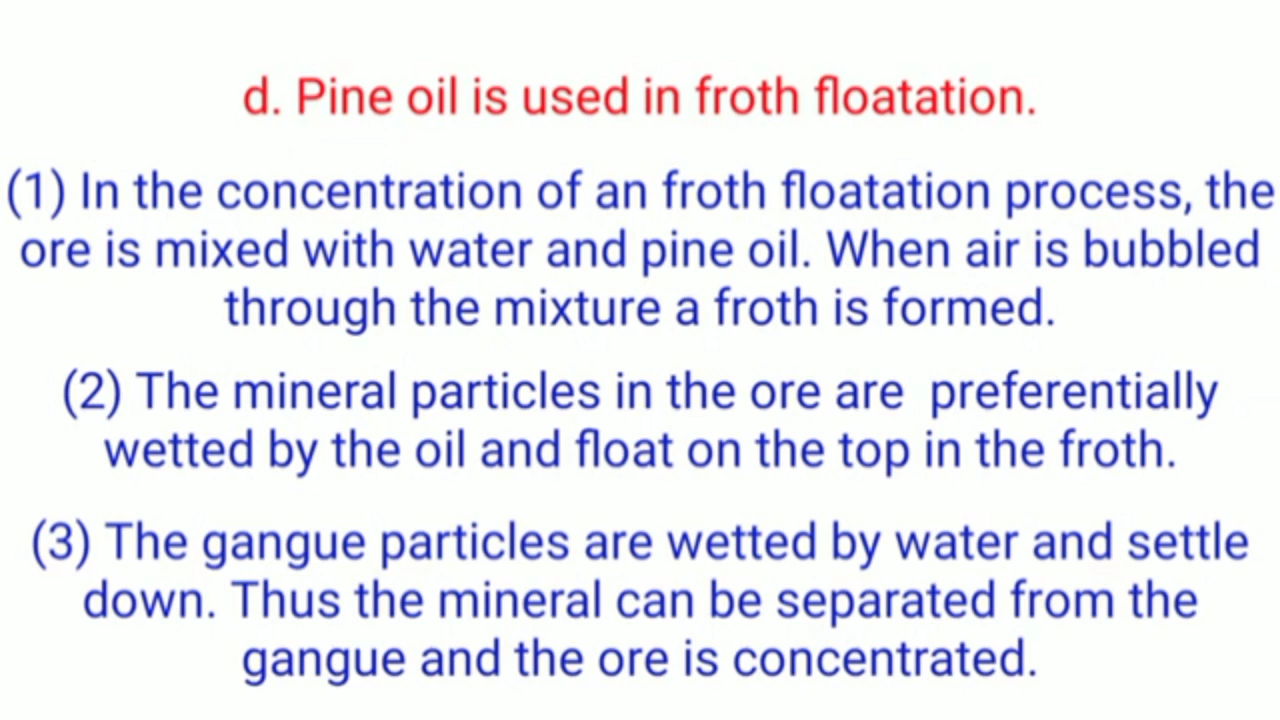 d. Pine oil is used in froth floatation.
(1) In the concentration of an froth floatation process, the
ore is mixed with water and pine oil. When air is bubbled
through the mixture a froth is formed.
(2) The mineral particles in the ore are  preferentially
wetted by the oil and float on the top in the froth.
(3) The gangue particles are wetted by water and settle
down. Thus the mineral can be separated from the
gangue and the ore is concentrated.